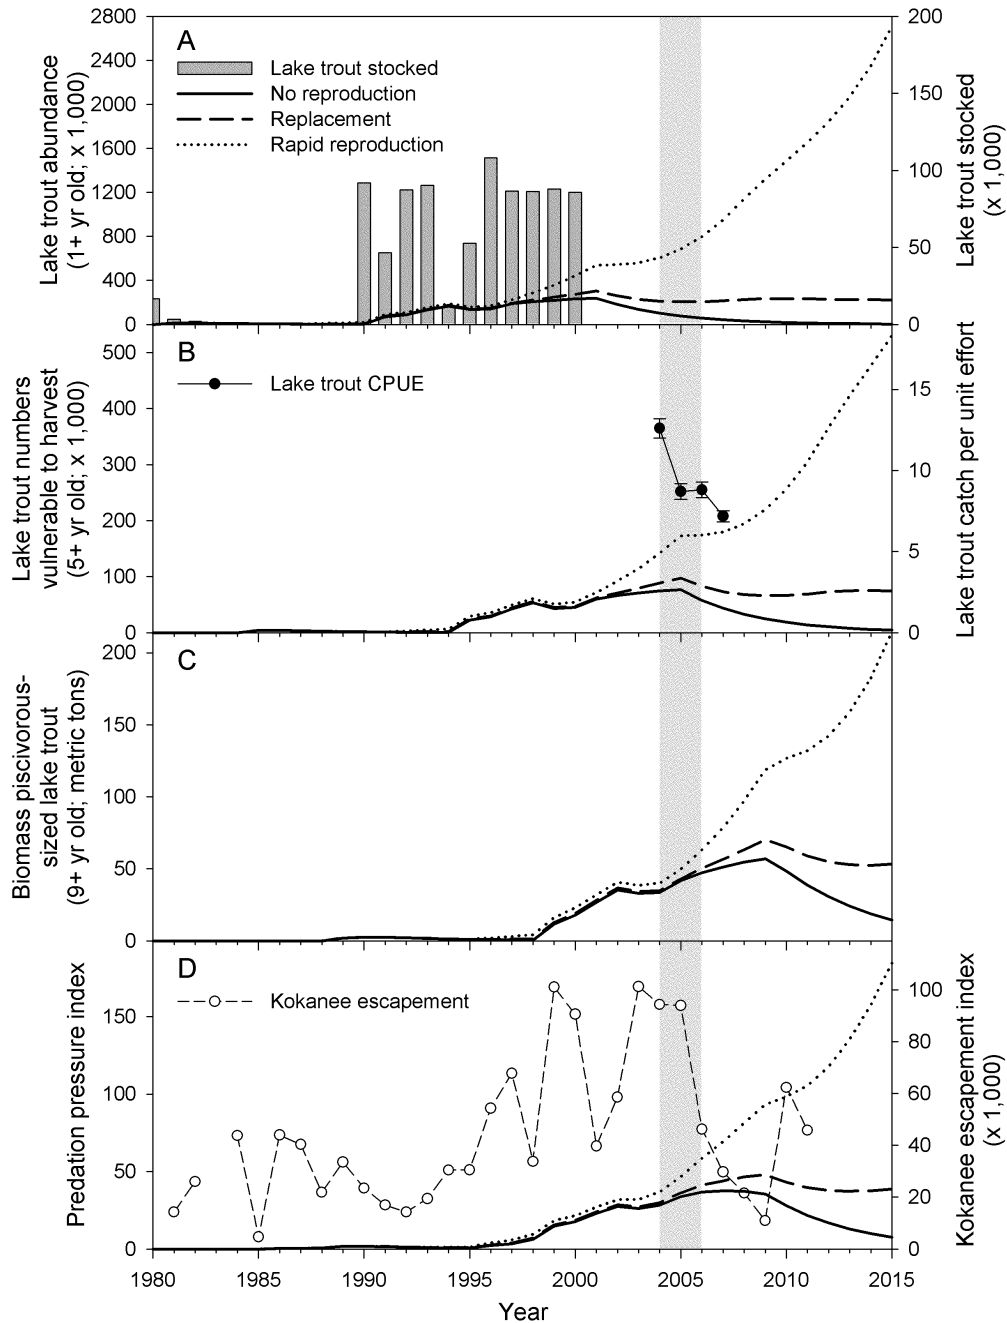 A
Lake trout stocked
No reproduction
Replacement
Rapid reproduction
Lake trout abundance
(1+ yr old; x 1,000)
2800
2400
2000
1600
1200
800
400
0
Lake trout stocked
(x 1,000)
200
150
100
50
0
B
Lake trout CPUE
Lake trout numbers
vulnerable to harvest
(5+ yr old; x 1,000)
500
400
300
200
100
0
Lake trout catch per unit effort
15
10
5
0
C
Biomass piscivorous-
sized lake trout
(9+ yr old; metric tons)
200
150
100
50
0
D
Kokanee escapement
Predation pressure index
150
100
50
0
Kokanee escapement index
(x 1,000)
100
80
60
40
20
0
1980 1985 1990 1995 2000 2005 2010 2015
Year